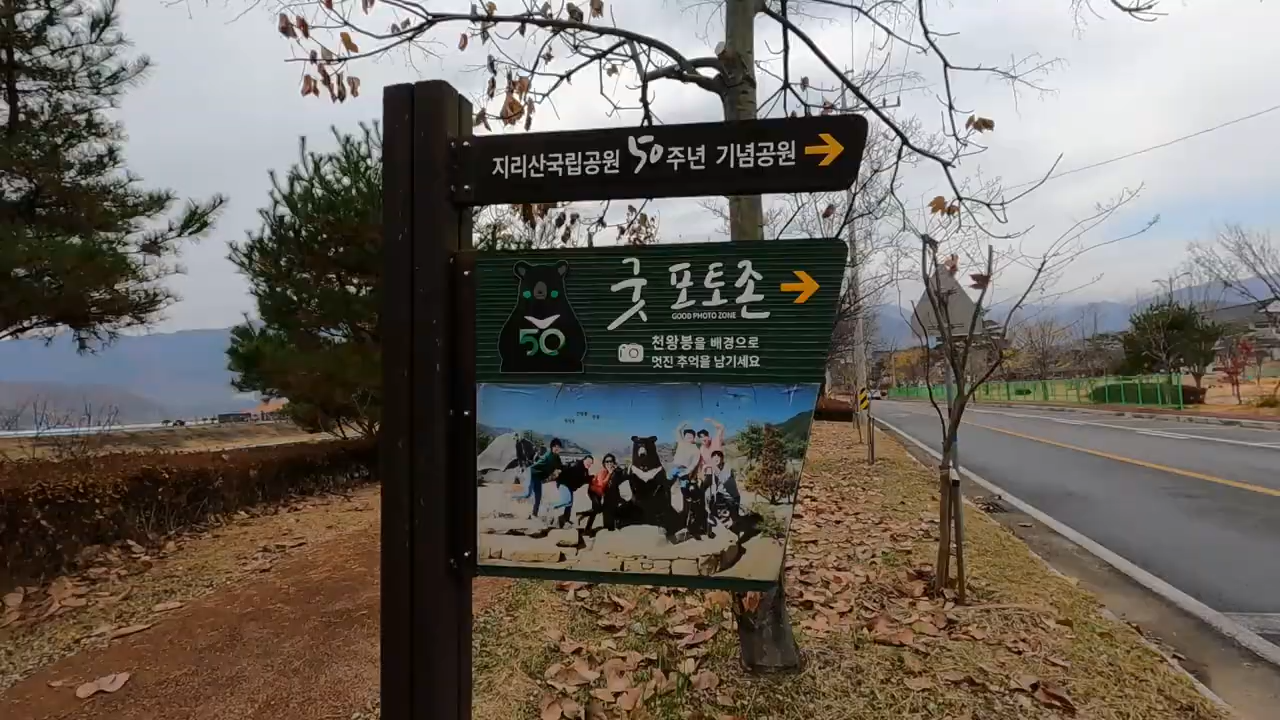 지리산국립공원 50주년 기념공원
굿 포토존
GOOD PHOTO ZONE
50
천왕봉을 배경으로
멋진 추억을 남기세요